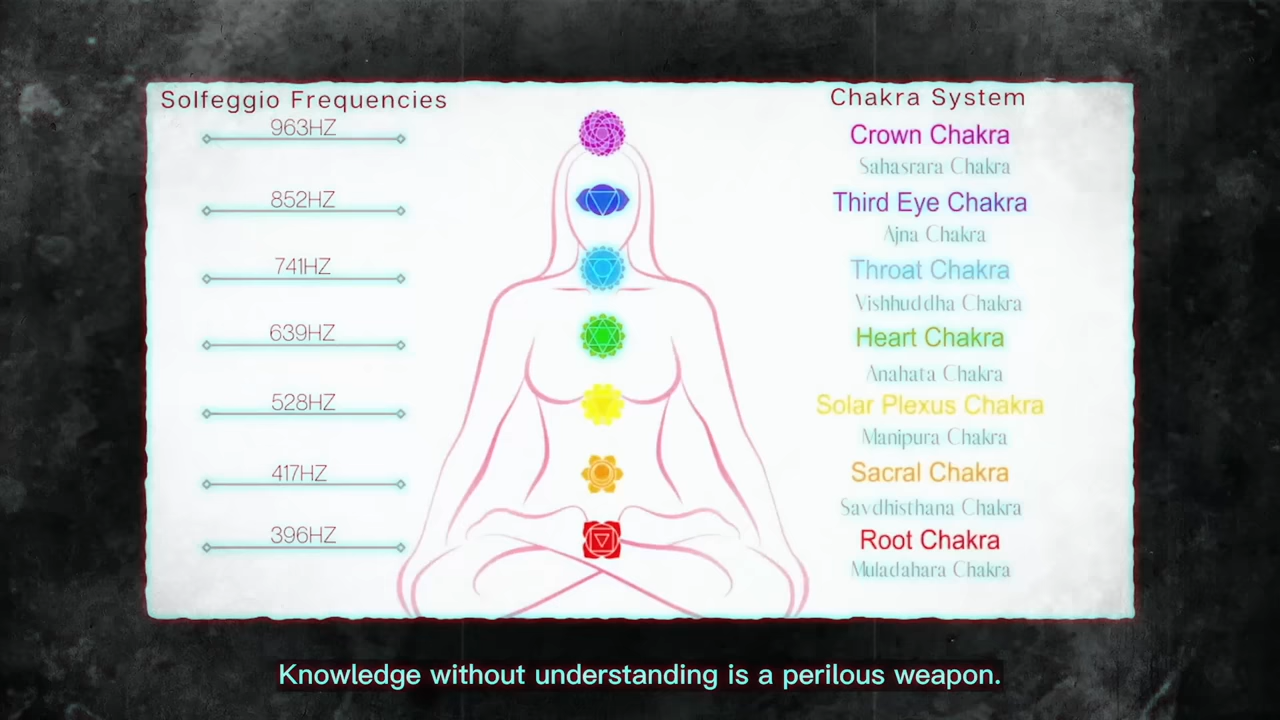 Solfeggio Frequencies
963HZ
852HZ
741HZ
639HZ
528HZ
417HZ
396HZ
Chakra System
Crown Chakra
Sahasrara Chakra
Third Eye Chakra
Ajna Chakra
Throat Chakra
Vishhuddha Chakra
Heart Chakra
Anahata Chakra
Solar Plexus Chakra
Manipura Chakra
Sacral Chakra
Savdhisthana Chakra
Root Chakra
Muladahara Chakra
Knowledge without understanding is a perilous weapon.